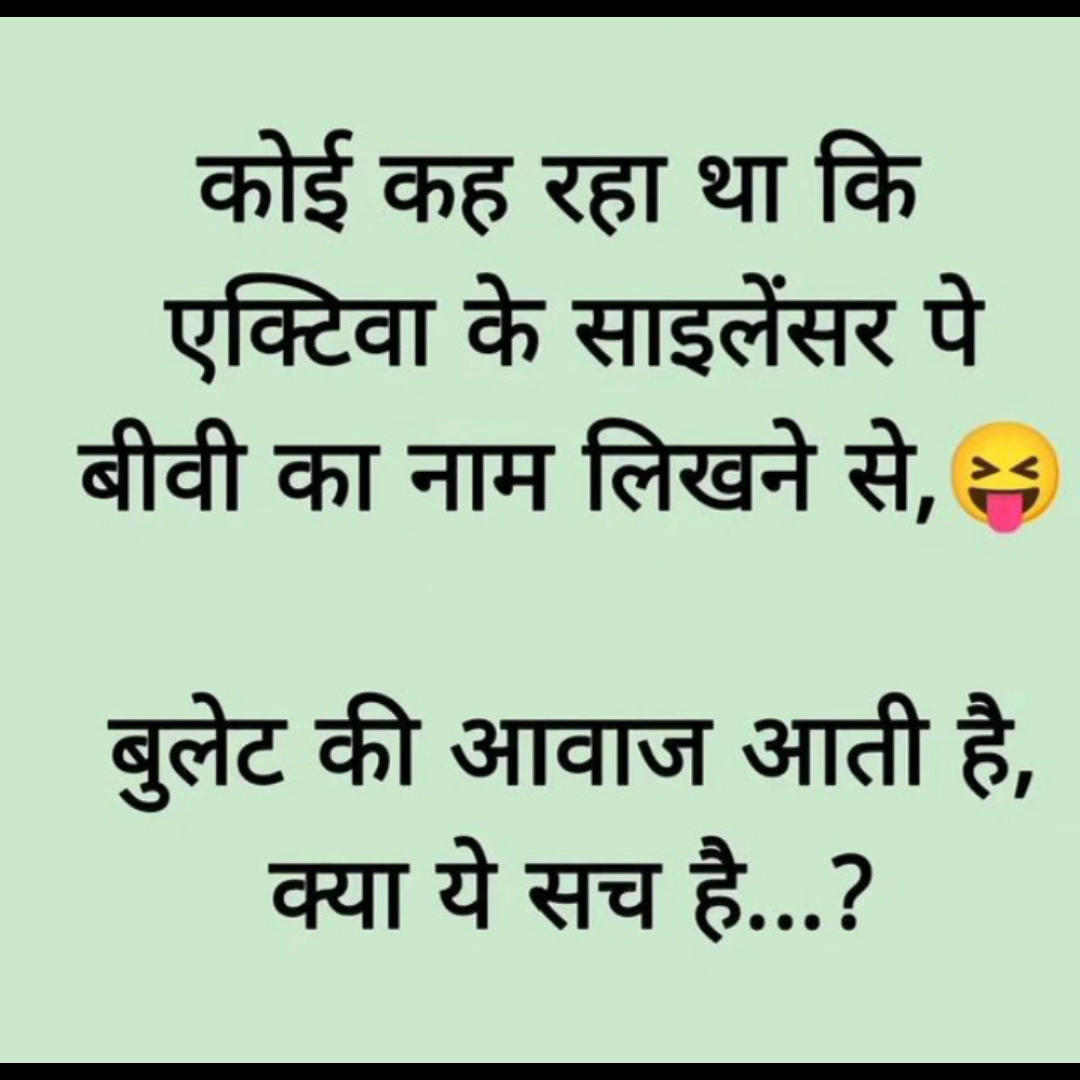 कोई कह रहा था कि
एक्टिवा के साइलेंसर पे
बीवी का नाम लिखने से,😝
बुलेट की आवाज आती है,
क्या ये सच है...?